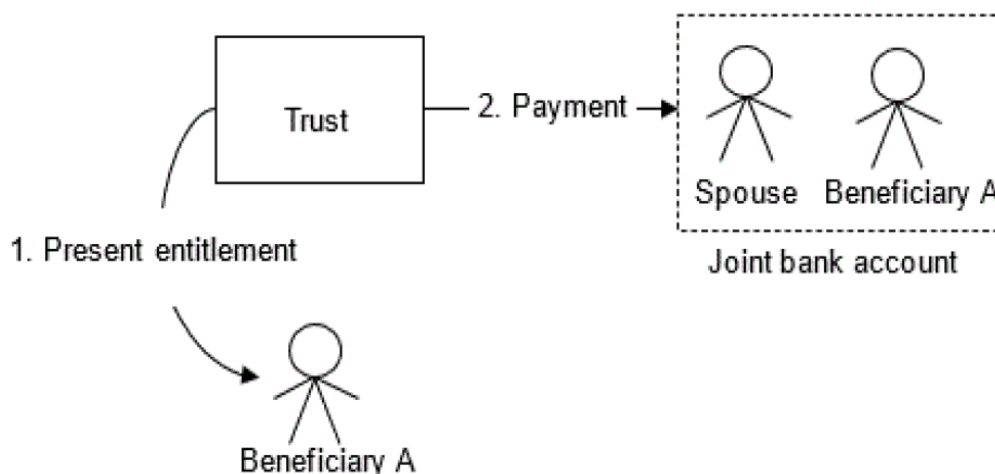 Trust
2. Payment
Spouse
Beneficiary A
Joint bank account
1. Present entitlement
Beneficiary A